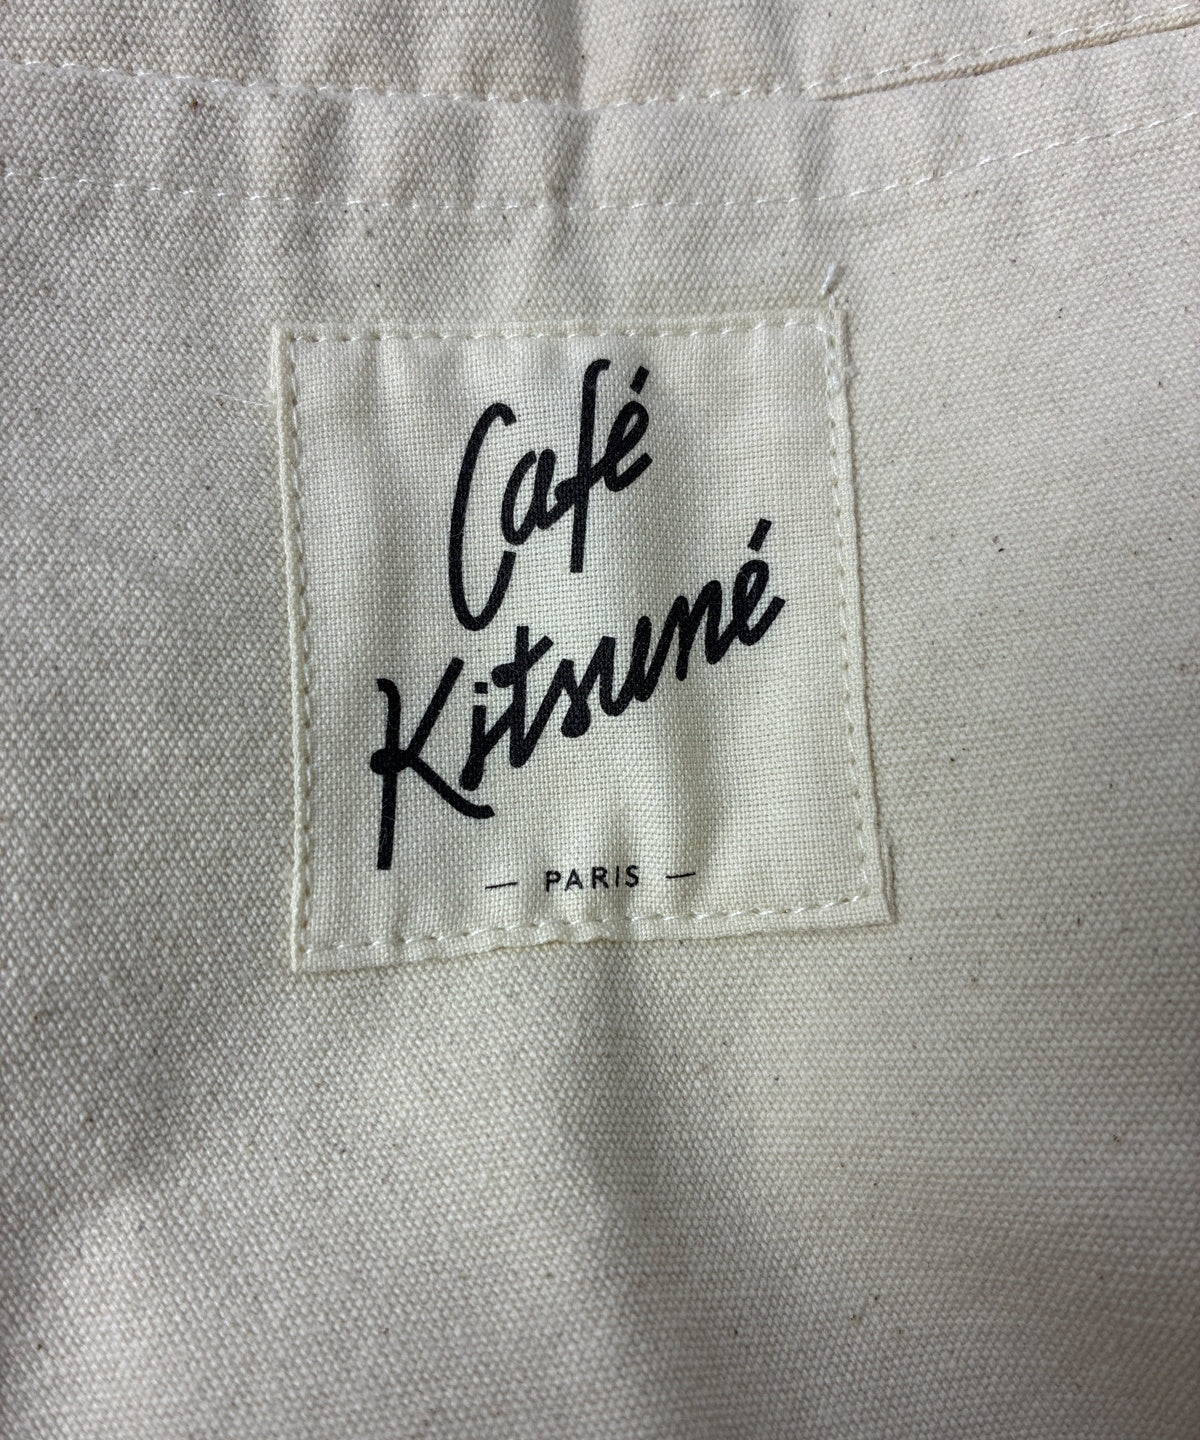 Café
Kitsuné
— PARIS —